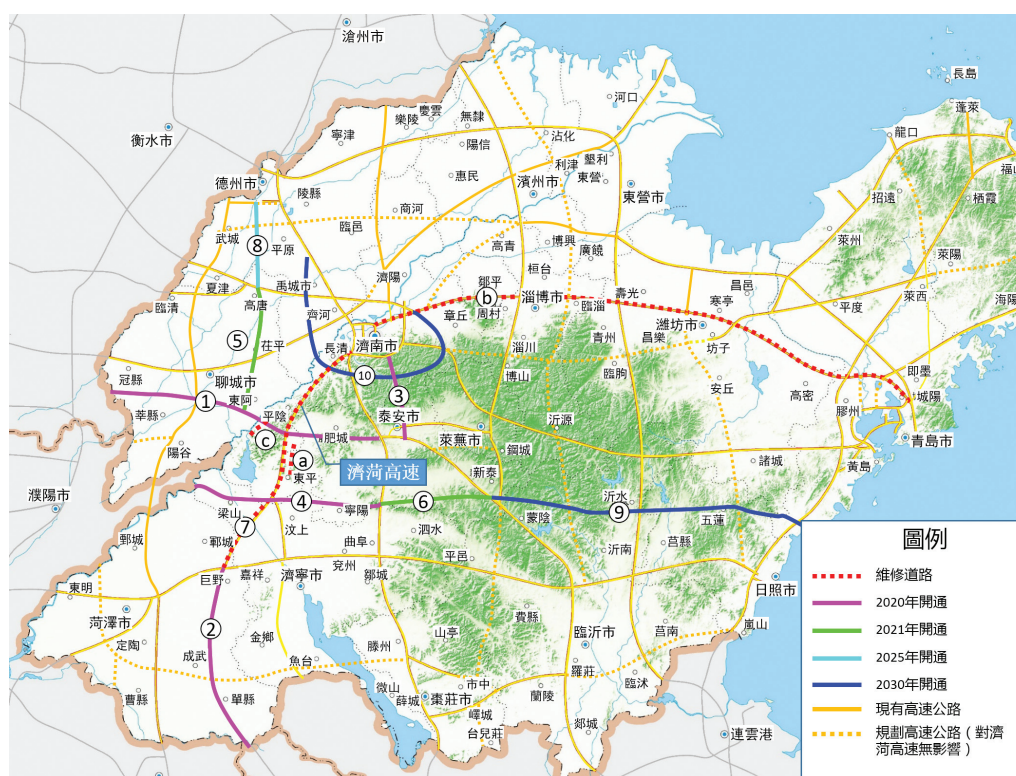 滄州市
長島
河口
蓬萊
慶雲
無隸
樂陵
衡水市
寧津
沾化
龍口
陽信
墾利
利津
福山
德州市
惠民
東營
濱州市
東營市
招遠
栖霞
陵縣
商河
臨邑
武城
⑧
平原
高青
博興
廣饒
萊州
萊陽
濟陽
桓台
夏津
禹城市
鄒平
ⓑ
淄博市
壽光
昌邑
萊西
臨清
高唐
周村
臨淄
寒亭
平度
海陽
齊河
章丘
濰坊市
⑤
茌平
濟南市
淄川
青州
昌樂
坊子
長清
冠縣
聊城市
⑩
博山
臨朐
安丘
即墨
①
東阿
③
高密
城陽
莘縣
平陰
泰安市
沂源
膠州
ⓒ
肥城
萊蕪市
青島市
陽谷
ⓐ
鋼城
諸城
黃島
濟菏高速
東平
新泰
濮陽市
梁山
④
⑥
沂水
寧陽
⑨
⑦
汶上
泗水
蒙陰
五蓮
鄄城
鄆城
曲阜
沂南
莒縣
兖州
平邑
巨野
嘉祥
濟寧市
鄒城
日照市
東明
菏澤市
費縣
②
嵐山
定陶
金鄉
山亭
臨沂市
莒南
滕州
成武
魚台
羅莊
曹縣
單縣
微山
市中
臨沭
薛城
棗莊市
蘭陵
嶧城
郯城
台兒莊
連雲港
圖例
維修道路
2020年開通
2021年開通
2025年開通
2030年開通
現有高速公路
規劃高速公路（對濟
菏高速無影響）